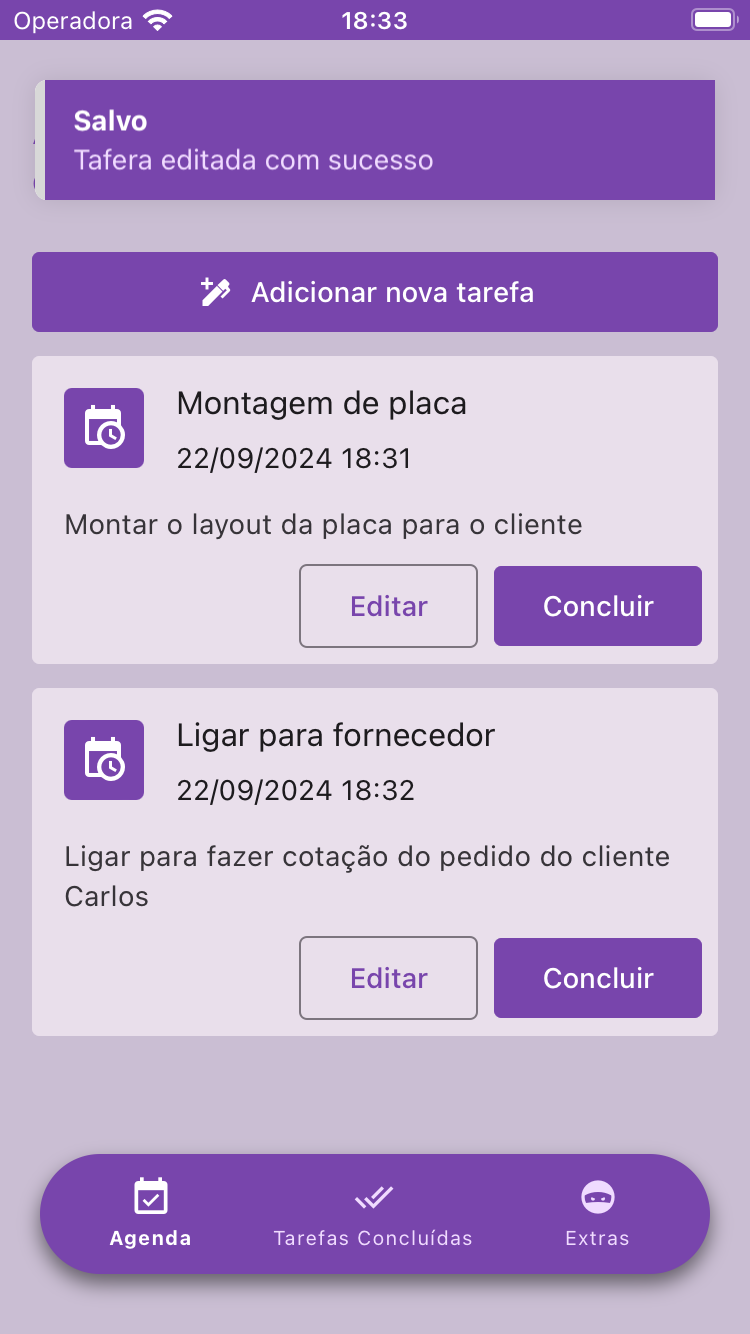 Operadora 18:33
Salvo
Tafera editada com sucesso
Adicionar nova tarefa
Montagem de placa
22/09/2024 18:31
Montar o layout da placa para o cliente
Editar Concluir
Ligar para fornecedor
22/09/2024 18:32
Ligar para fazer cotação do pedido do cliente
Carlos
Editar Concluir
Agenda Tarefas Concluídas Extras